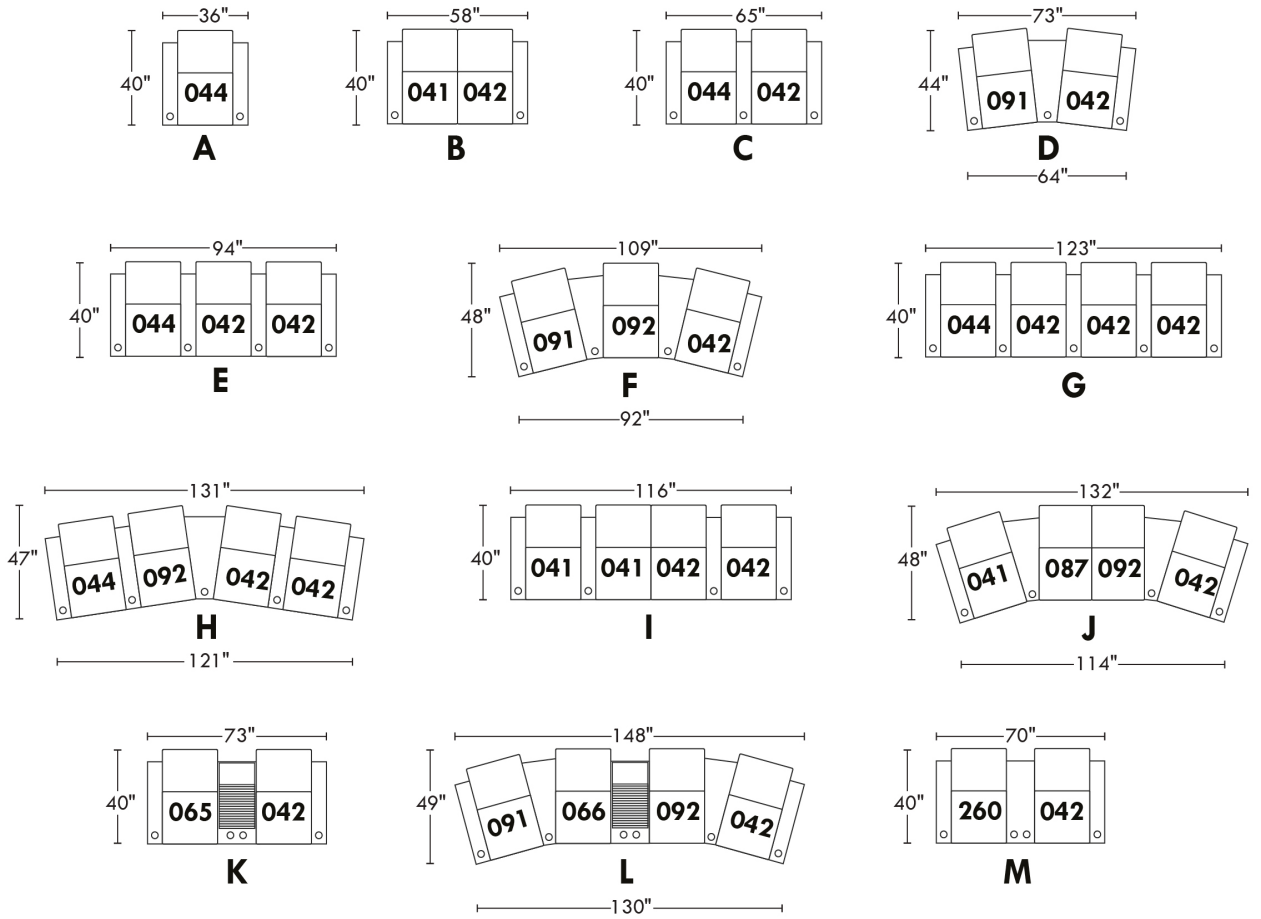 36"
58"
65"
73"
40"
40"
40"
44"
044
041 042
044 042
091 042
A
B
C
D
64"
94"
109"
123"
40"
48"
40"
044 042 042
091 092 042
044 042 042 042
E
F
G
92"
131"
116"
132"
47"
40"
48"
044 092 042 042
041 041 042 042
041 087 092 042
H
I
J
121"
114"
73"
148"
70"
40"
49"
40"
065 042
091 066 092 042
260 042
K
L
M
130"